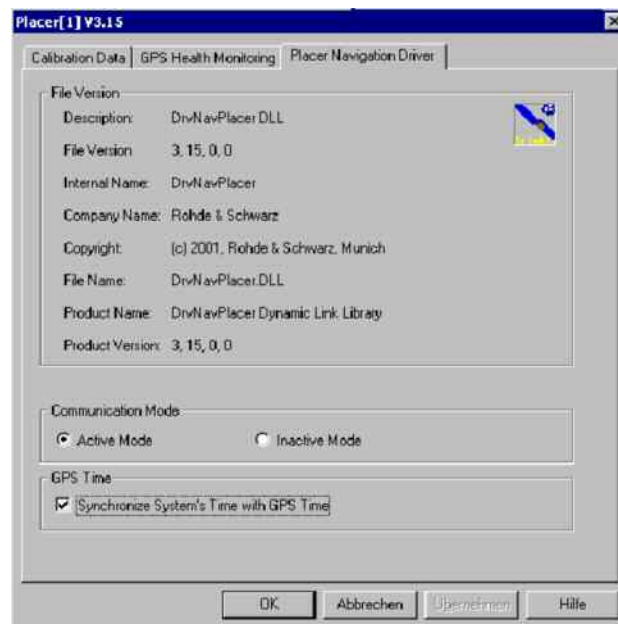 Placer[1] V3.15
Calibration Data GPS Health Monitoring Placer Navigation Driver
File Version
Description: DrvNavPlacer.DLL
File Version 3, 15, 0, 0
Internal Name: DrvNavPlacer
Company Name: Rohde & Schwarz
Copyright: (c) 2001, Rohde & Schwarz, Munich
File Name: DrvNavPlacer.DLL
Product Name: DrvNavPlacer Dynamic Link Library
Product Version: 3, 15, 0, 0
Communication Mode
Active Mode Inactive Mode
GPS Time
Synchronize System's Time with GPS Time
OK Abbrechen Übernehmen Hilfe